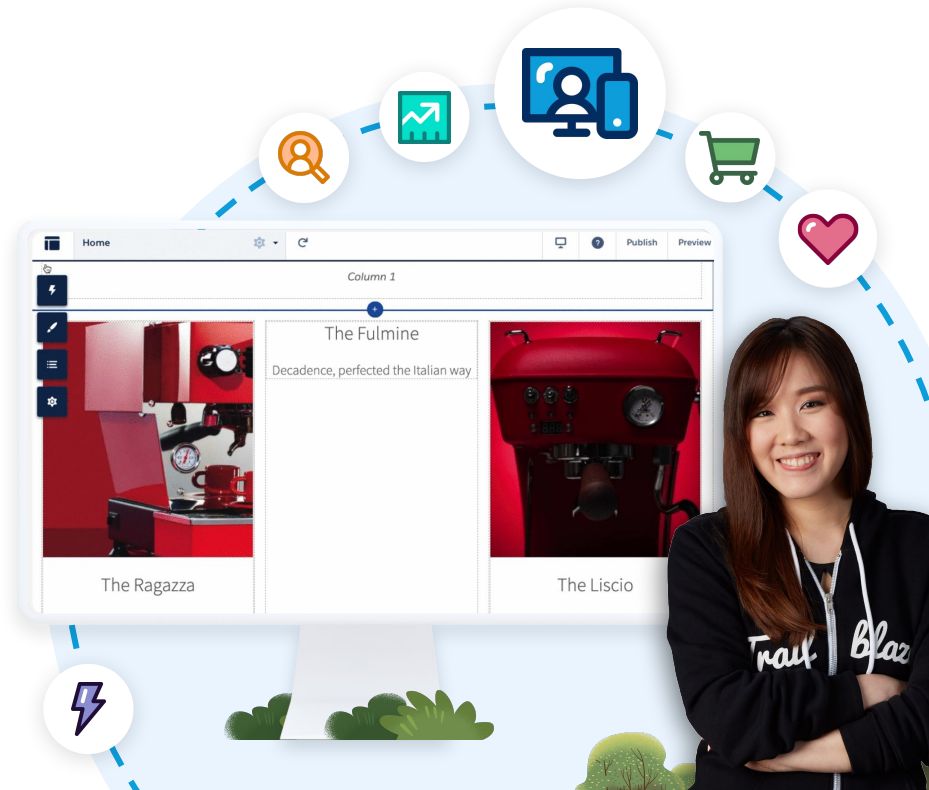 Home
?
Publish
Preview
Column 1
+
The Fulmine
Decadence, perfected the Italian way
The Ragazza
The Liscio
Trail Blaz